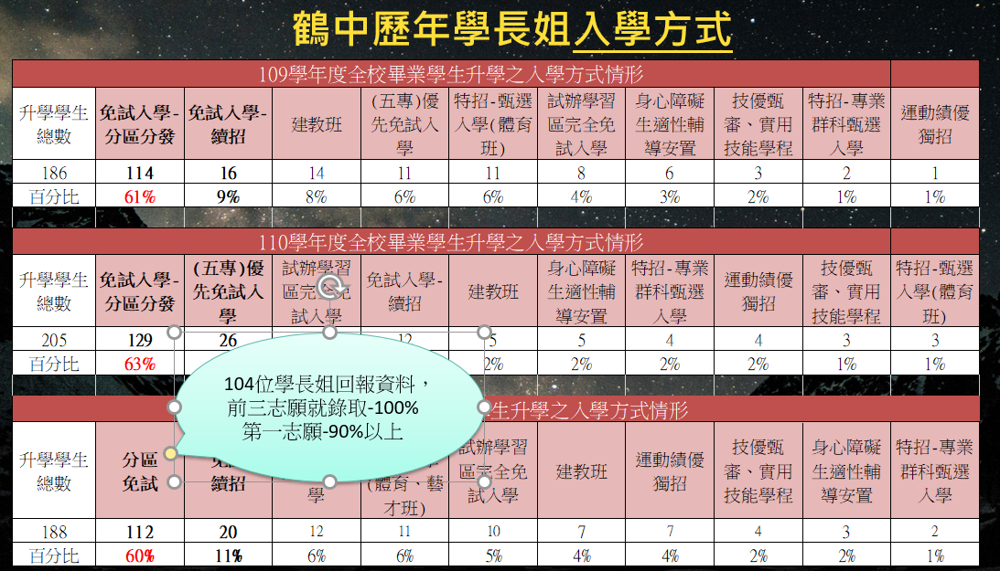 鶴中歷年學長姐入學方式
109學年度全校畢業學生升學之入學方式情形
升學學生總數 免試入學-分區分發 免試入學-續招 建教班 (五專)優先免試入學 特招-甄選入學(體育班) 試辦學習區完全免試入學 身心障礙生適性輔導安置 技優甄審、實用技能學程 特招-專業群科甄選入學 運動績優獨招
186 114 16 14 11 11 8 6 3 2 1
百分比 61% 9% 8% 6% 6% 4% 3% 2% 1% 1%
110學年度全校畢業學生升學之入學方式情形
升學學生總數 免試入學-分區分發 (五專)優先免試入學 試辦學習區完全免試入學 免試入學-續招 建教班 身心障礙生適性輔導安置 特招-專業群科甄選入學 運動績優獨招 技優甄審、實用技能學程 特招-甄選入學(體育班)
205 129 26 12 5 5 4 4 3 3
百分比 63% 2% 2% 2% 2% 1% 1%
104位學長姐回報資料，
前三志願就錄取-100%
第一志願-90%以上
生升學之入學方式情形
升學學生總數 分區免試 續招 學 (體育、藝才班) 試辦學習區完全免試入學 建教班 運動績優獨招 技優甄審、實用技能學程 身心障礙生適性輔導安置 特招-專業群科甄選入學
188 112 20 12 11 10 7 7 4 3 2
百分比 60% 11% 6% 6% 5% 4% 4% 2% 2% 1%